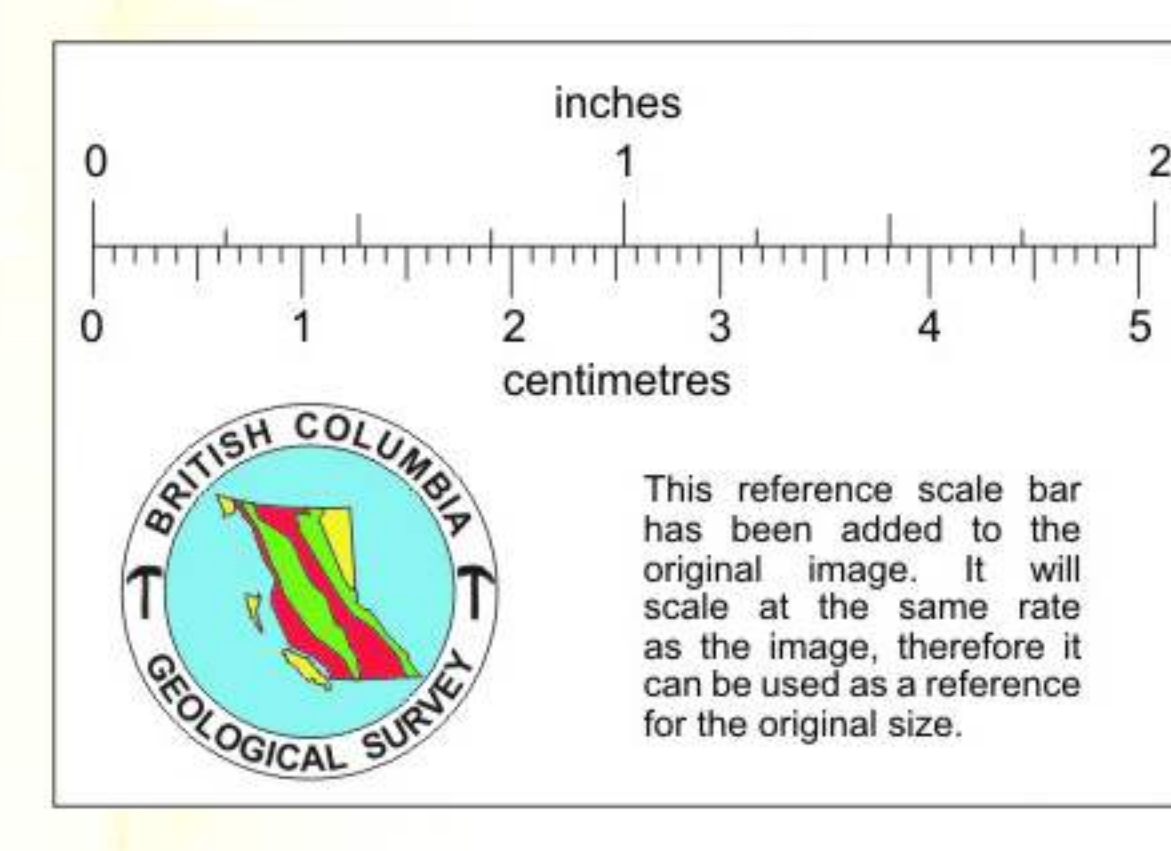 inches
0 1 2
0 1 2 3 4 5
centimetres
BRITISH COLUMBIA
GEOLOGICAL SURVEY
This reference scale bar
has been added to the
original image. It will
scale at the same rate
as the image, therefore it
can be used as a reference
for the original size.